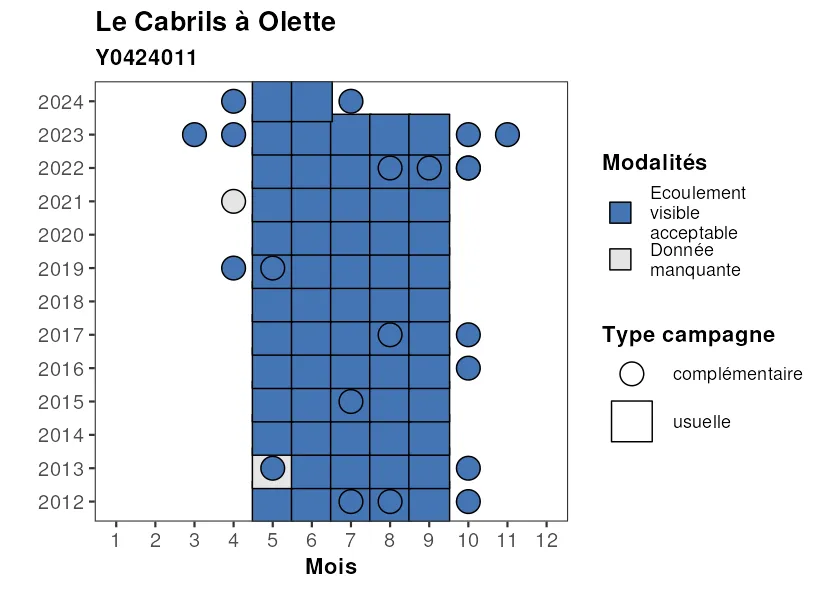 Le Cabrils à Olette
Y0424011
2024
2023
2022
2021
2020
2019
2018
2017
2016
2015
2014
2013
2012
1 2 3 4 5 6 7 8 9 10 11 12
Mois
Modalités
Ecoulement
visible
acceptable
Donnée
manquante
Type campagne
complémentaire
usuelle